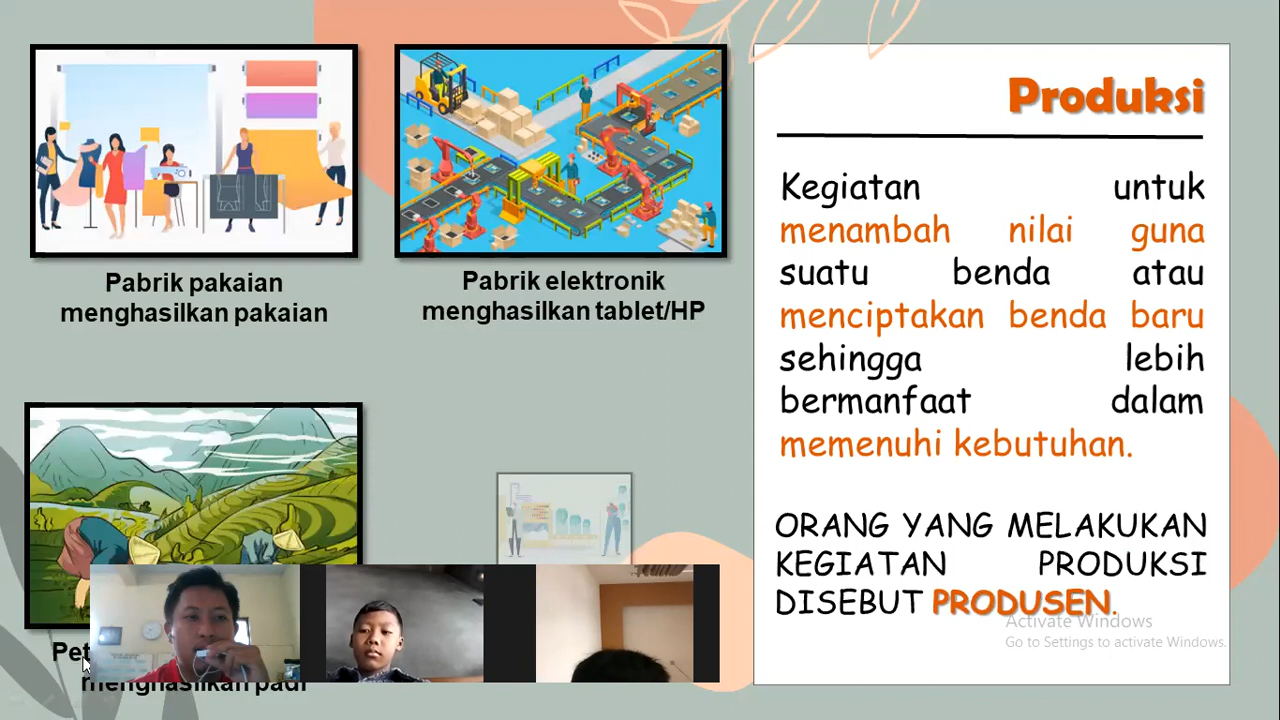 Pabrik pakaian
menghasilkan pakaian
Pabrik elektronik
menghasilkan tablet/HP
menghasilkan padi
Produksi
Kegiatan untuk
menambah nilai guna
suatu benda atau
menciptakan benda baru
sehingga lebih
bermanfaat dalam
memenuhi kebutuhan.
ORANG YANG MELAKUKAN
KEGIATAN PRODUKSI
DISEBUT PRODUSEN.
Activate Windows
Go to Settings to activate Windows.